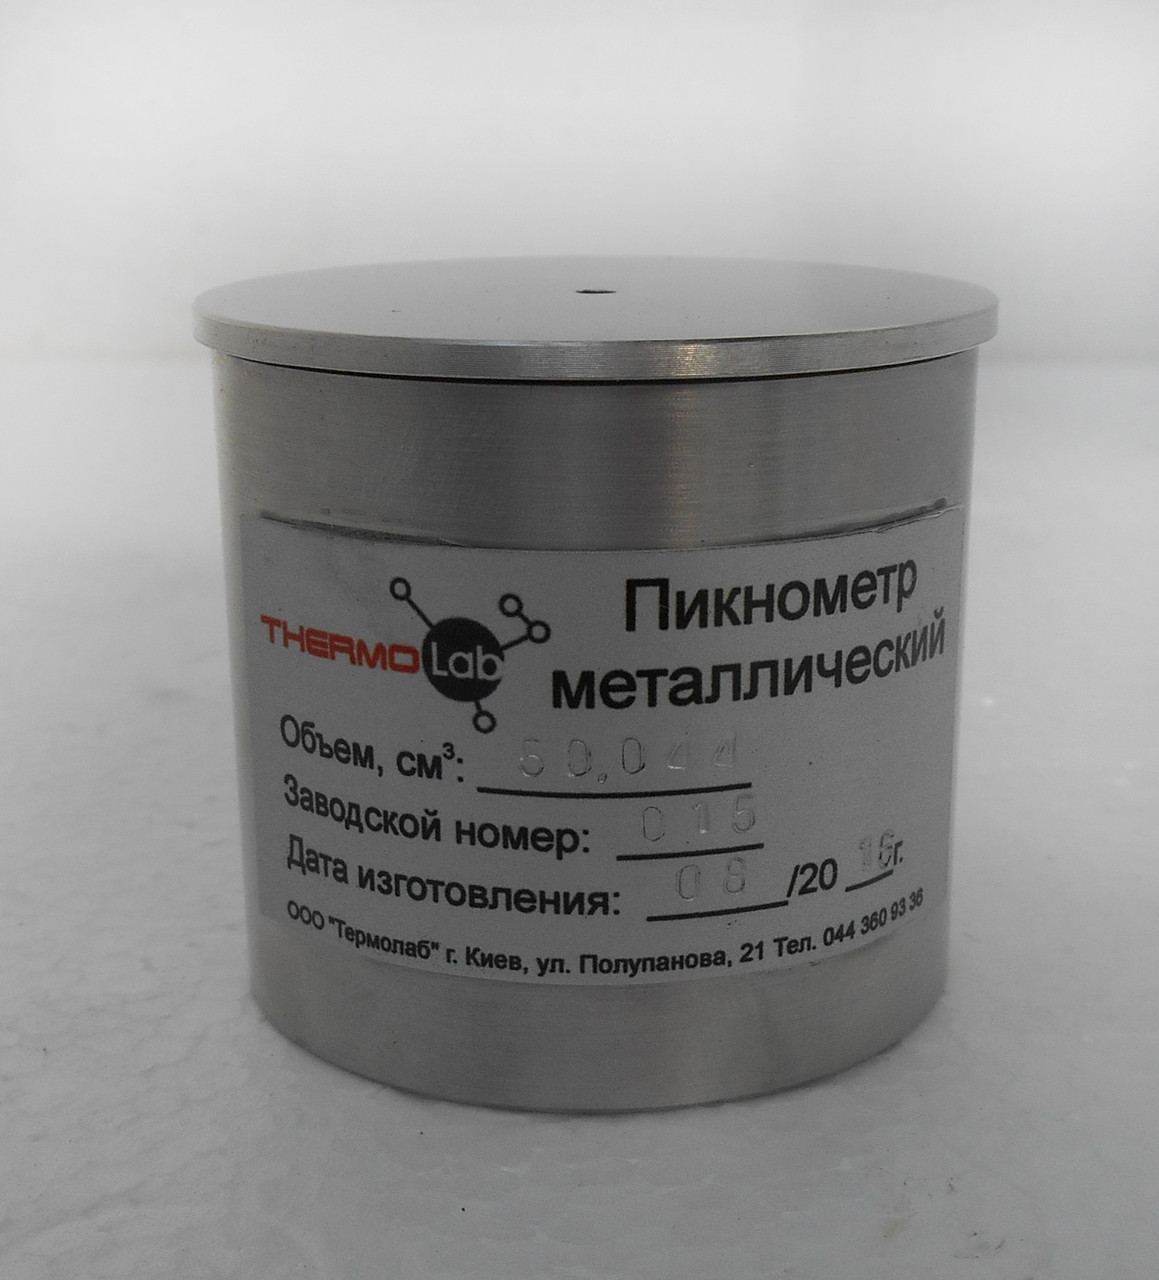 THERMO Lab
Пикнометр
металлический
Объем, см³: 50.044
Заводской номер: 015
Дата изготовления: 08 /20 16г.
ООО "Термолаб" г. Киев, ул. Полупанова, 21 Тел. 044 360 93 36